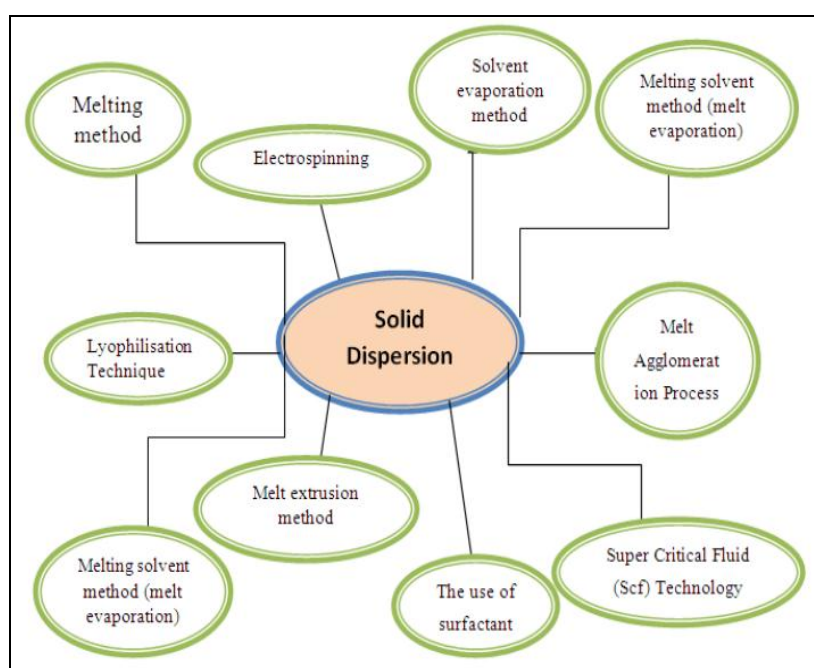 Melting
method
Electrospinning
Solvent
evaporation
method
Melting solvent
method (melt
evaporation)
Solid
Dispersion
Lyophilisation
Technique
Melt
Agglomerat
ion Process
Melting solvent
method (melt
evaporation)
Melt extrusion
method
The use of
surfactant
Super Critical Fluid
(Scf) Technology